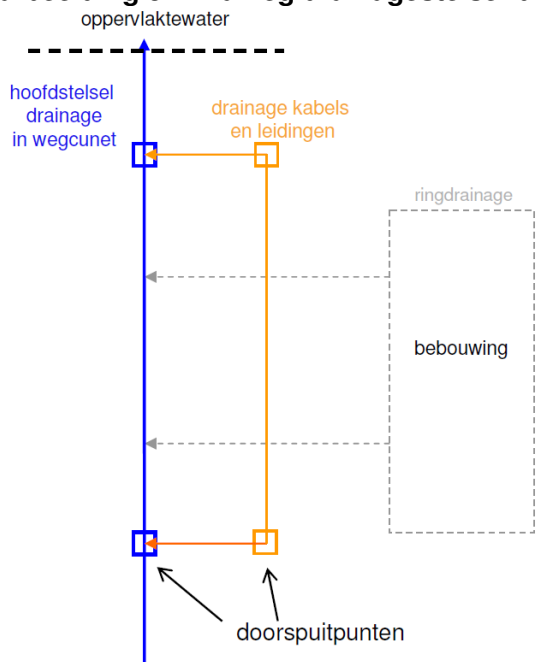 oppervlaktewater
hoofdstelsel
drainage
in wegcunet
drainage kabels
en leidingen
ringdrainage
bebouwing
doorspuitpunten